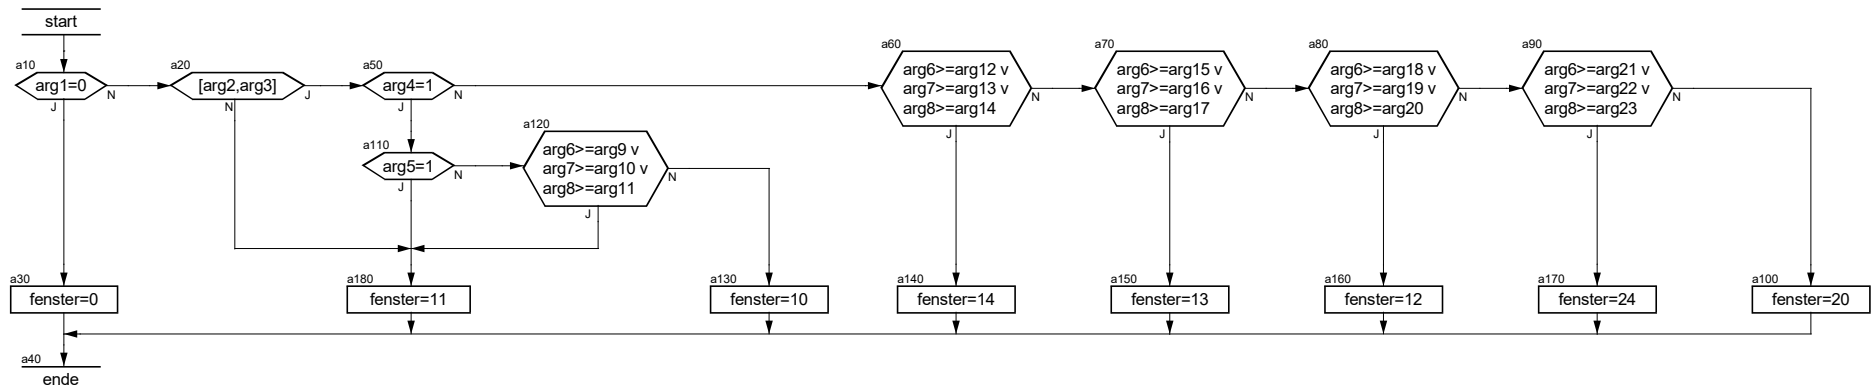 start
a10
arg1=0
N
J
a20
[arg2,arg3]
J
N
a50
arg4=1
N
J
a60
arg6>=arg12 v
arg7>=arg13 v
arg8>=arg14
N
J
a70
arg6>=arg15 v
arg7>=arg16 v
arg8>=arg17
N
J
a80
arg6>=arg18 v
arg7>=arg19 v
arg8>=arg20
N
J
a90
arg6>=arg21 v
arg7>=arg22 v
arg8>=arg23
N
J
a110
arg5=1
N
J
a120
arg6>=arg9 v
arg7>=arg10 v
arg8>=arg11
N
J
a30
fenster=0
a180
fenster=11
a130
fenster=10
a140
fenster=14
a150
fenster=13
a160
fenster=12
a170
fenster=24
a100
fenster=20
a40
ende